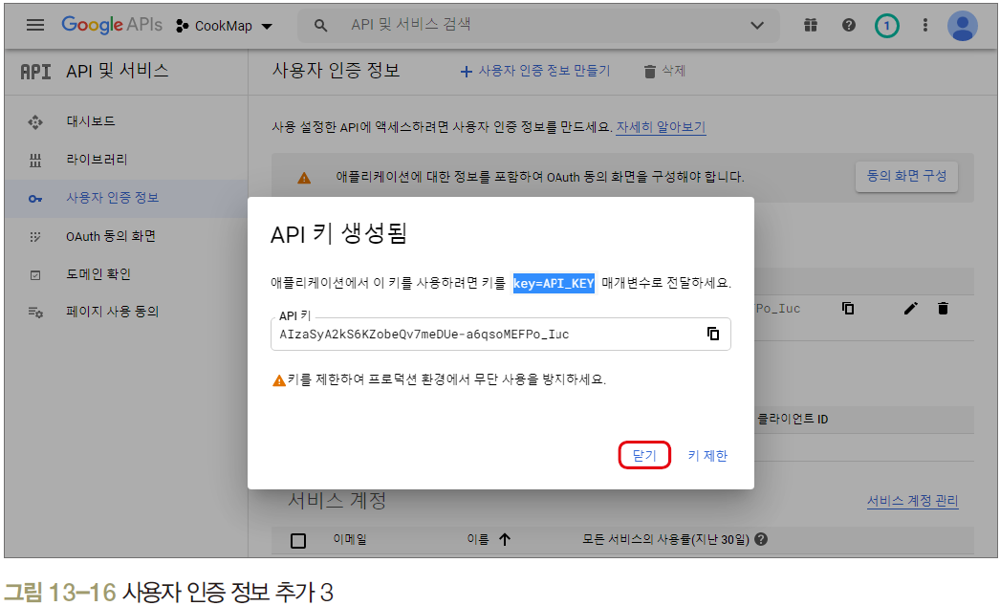 Google APIs
CookMap
API 및 서비스 검색
1
API API 및 서비스
사용자 인증 정보
+ 사용자 인증 정보 만들기
삭제
대시보드
라이브러리
사용자 인증 정보
OAuth 동의 화면
도메인 확인
페이지 사용 동의
사용 설정한 API에 액세스하려면 사용자 인증 정보를 만드세요. 자세히 알아보기
애플리케이션에 대한 정보를 포함하여 OAuth 동의 화면을 구성해야 합니다.
동의 화면 구성
API 키 생성됨
애플리케이션에서 이 키를 사용하려면 키를 key=API_KEY 매개변수로 전달하세요.
API 키
AIzaSyA2kS6KZobeQv7meDUe-a6qsoMEFPo_Iuc
키를 제한하여 프로덕션 환경에서 무단 사용을 방지하세요.
닫기
키 제한
Po_Iuc
클라이언트 ID
서비스 계정
서비스 계정 관리
이메일
이름
모든 서비스의 사용률(지난 30일)
그림 13-16 사용자 인증 정보 추가 3